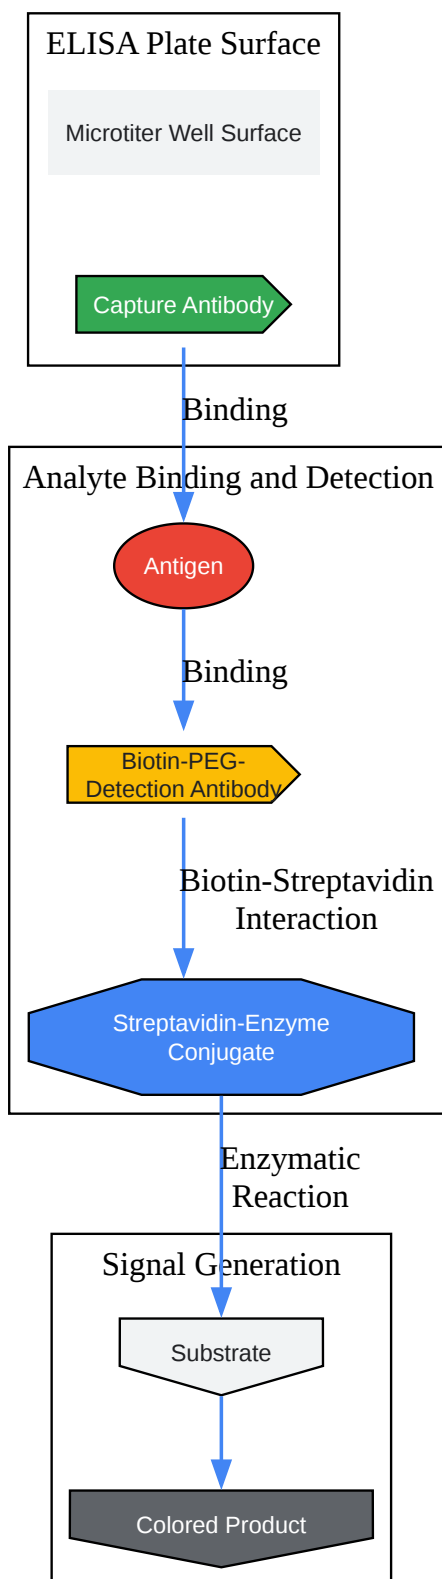 ELISA Plate Surface
Microtiter Well Surface
Capture Antibody
Binding
Analyte Binding and Detection
Antigen
Binding
Biotin-PEG-
Detection Antibody
Biotin-Streptavidin
Interaction
Streptavidin-Enzyme
Conjugate
Enzymatic
Reaction
Signal Generation
Substrate
Colored Product